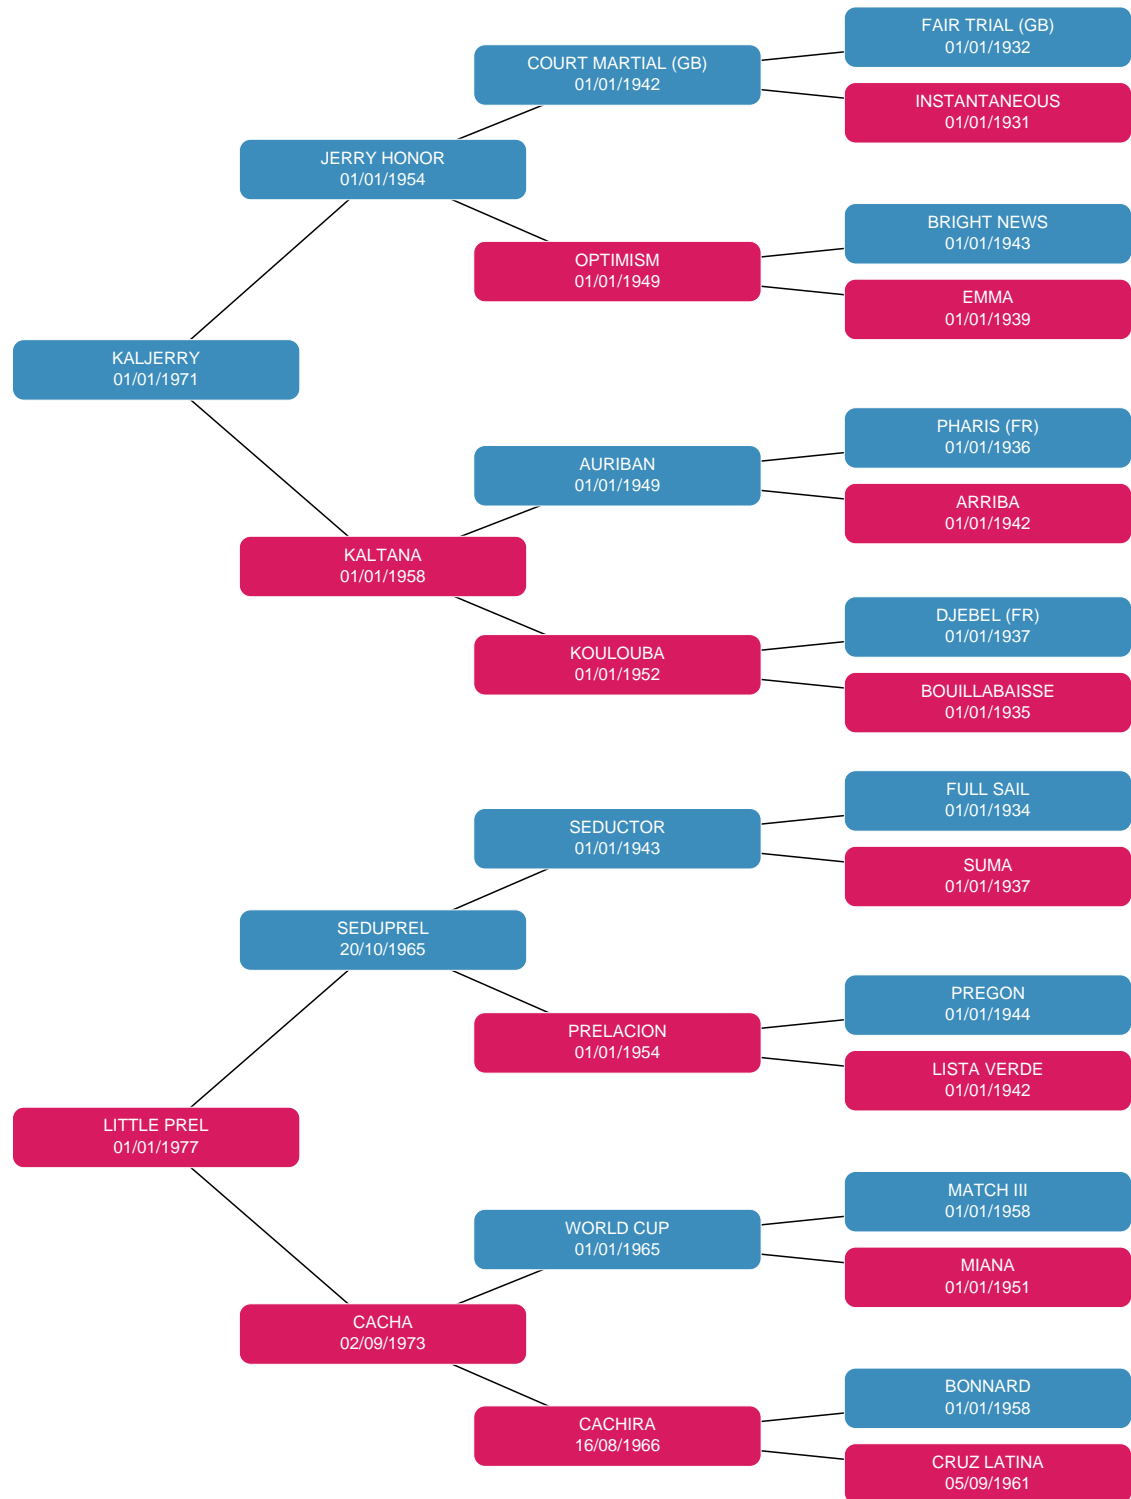 FAIR TRIAL (GB)
01/01/1932
COURT MARTIAL (GB)
01/01/1942
INSTANTANEOUS
01/01/1931
JERRY HONOR
01/01/1954
BRIGHT NEWS
01/01/1943
OPTIMISM
01/01/1949
EMMA
01/01/1939
KALJERRY
01/01/1971
PHARIS (FR)
01/01/1936
AURIBAN
01/01/1949
ARRIBA
01/01/1942
KALTANA
01/01/1958
DJEBEL (FR)
01/01/1937
KOULOUBA
01/01/1952
BOUILLABAISSE
01/01/1935
FULL SAIL
01/01/1934
SEDUCTOR
01/01/1943
SUMA
01/01/1937
SEDUPREL
20/10/1965
PREGON
01/01/1944
PRELACION
01/01/1954
LISTA VERDE
01/01/1942
LITTLE PREL
01/01/1977
MATCH III
01/01/1958
WORLD CUP
01/01/1965
MIANA
01/01/1951
CACHA
02/09/1973
BONNARD
01/01/1958
CACHIRA
16/08/1966
CRUZ LATINA
05/09/1961